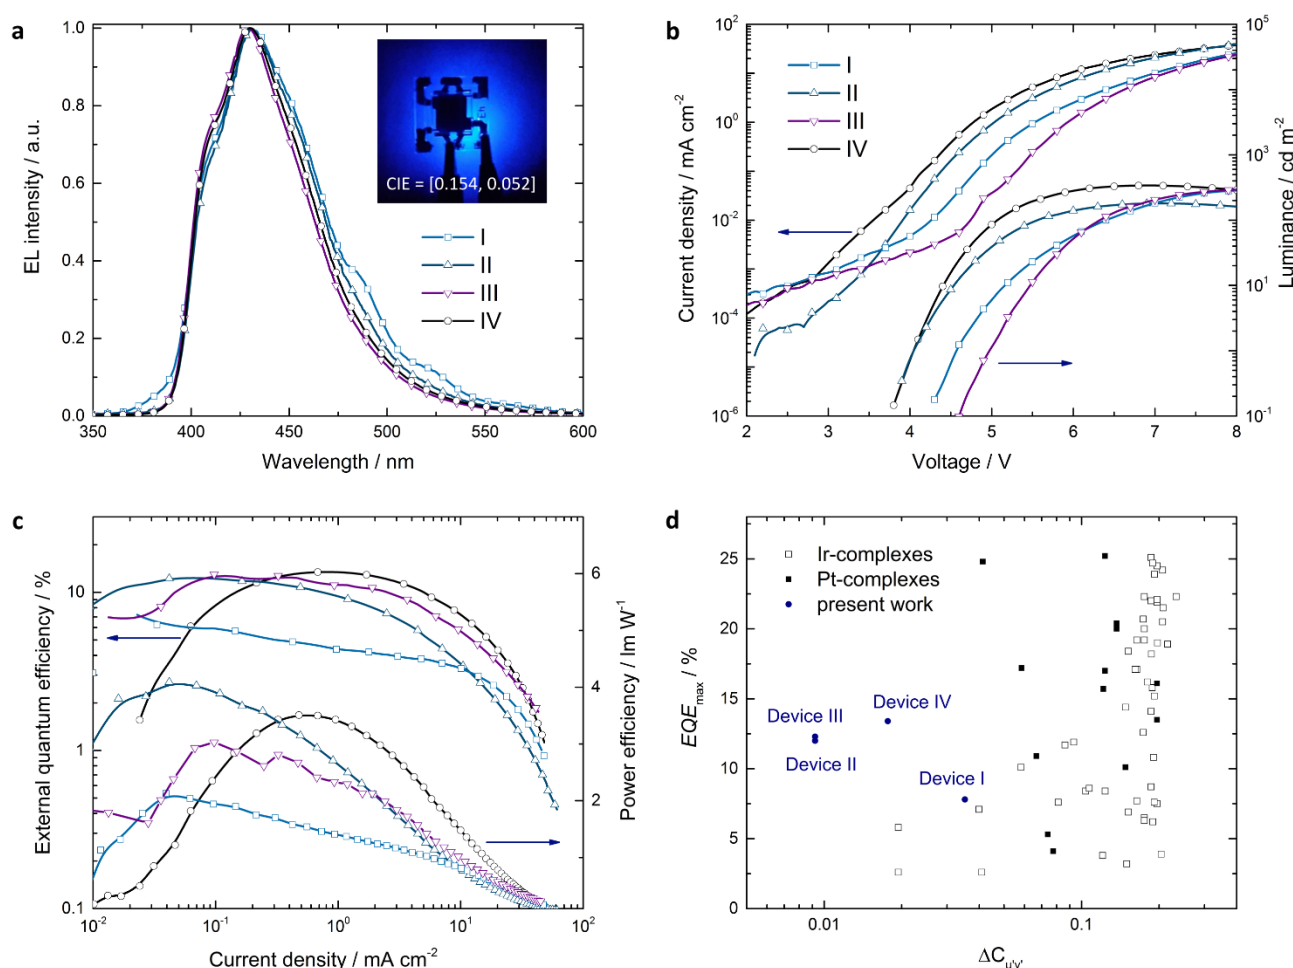 a
EL intensity / a.u.
1.0
0.8
0.6
0.4
0.2
0.0
350
400
450
500
550
600
Wavelength / nm
CIE = [0.154, 0.052]
I
II
III
IV
b
Current density / mA cm⁻²
10²
10⁰
10⁻²
10⁻⁴
10⁻⁶
2
3
4
5
6
7
8
Voltage / V
10⁵
10³
10¹
10⁻¹
Luminance / cd m⁻²
I
II
III
IV
c
External quantum efficiency / %
10
1
0.1
10⁻²
10⁻¹
10⁰
10¹
10²
Current density / mA cm⁻²
6
4
2
Power efficiency / lm W⁻¹
d
EQEmax / %
25
20
15
10
5
0
0.01
0.1
ΔCu'v'
Ir-complexes
Pt-complexes
present work
Device III
Device IV
Device II
Device I